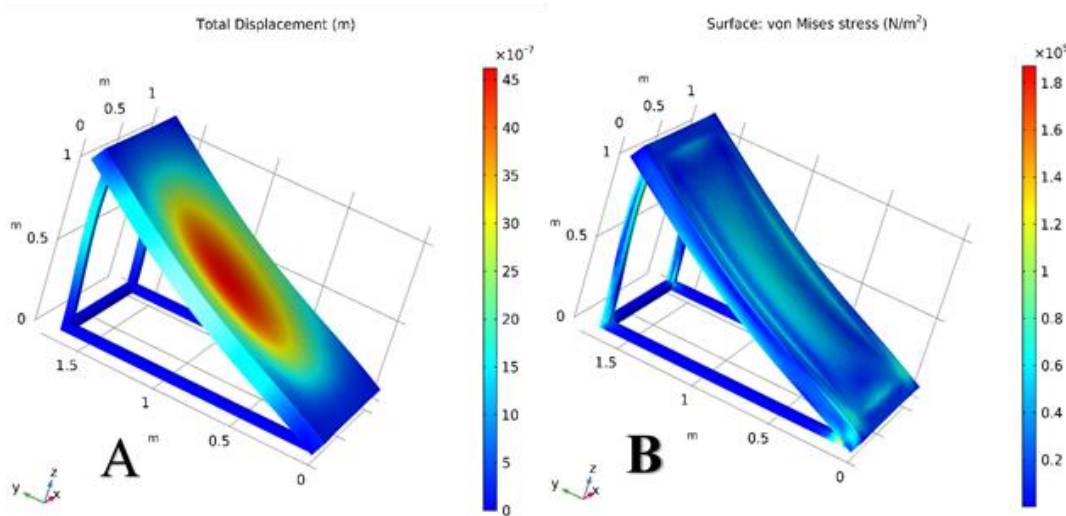 Total Displacement (m)
×10⁻⁷
45
40
35
30
25
20
15
10
5
0
m
1
0.5
0
1
m
0.5
0
1.5
1
m
0.5
0
A
z
y
x
Surface: von Mises stress (N/m²)
1.8
1.6
1.4
1.2
1
0.8
0.6
0.4
0.2
m
1
0.5
0
1
m
0.5
0
1.5
1
m
0.5
0
B
z
y
x